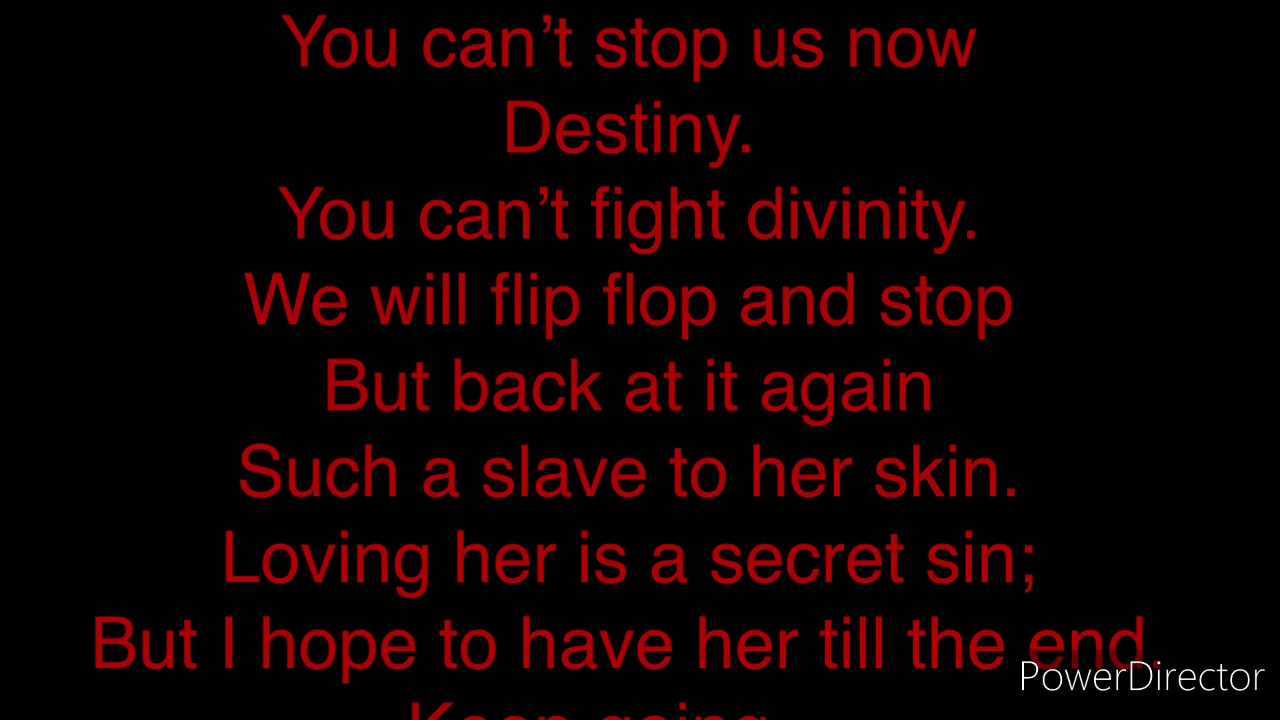 You can’t stop us now
Destiny.
You can’t fight divinity.
We will flip flop and stop
But back at it again
Such a slave to her skin.
Loving her is a secret sin;
But I hope to have her till the end.
Keep going
PowerDirector